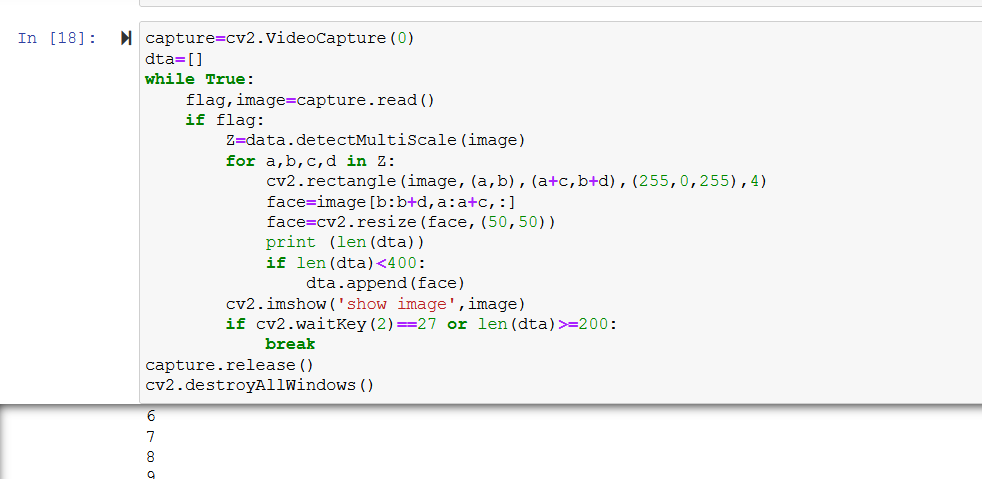 In [18]:
capture=cv2.VideoCapture(0)
dta=[]
while True:
    flag,image=capture.read()
    if flag:
        Z=data.detectMultiScale(image)
        for a,b,c,d in Z:
            cv2.rectangle(image,(a,b),(a+c,b+d),(255,0,255),4)
            face=image[b:b+d,a:a+c,:]
            face=cv2.resize(face,(50,50))
            print (len(dta))
            if len(dta)<400:
                dta.append(face)
        cv2.imshow('show image',image)
        if cv2.waitKey(2)==27 or len(dta)>=200:
            break
capture.release()
cv2.destroyAllWindows()
6
7
8
9